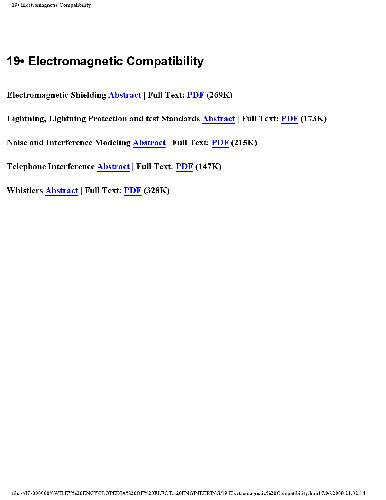 19• Electromagnetic Compatibility
19• Electromagnetic Compatibility
Electromagnetic Shielding Abstract | Full Text: PDF (269K)
Lightning, Lightning Protection and test Standards Abstract | Full Text: PDF (173K)
Noise and Interference Modeling Abstract | Full Text: PDF (215K)
Telephone Interference Abstract | Full Text: PDF (147K)
Whistlers Abstract | Full Text: PDF (328K)